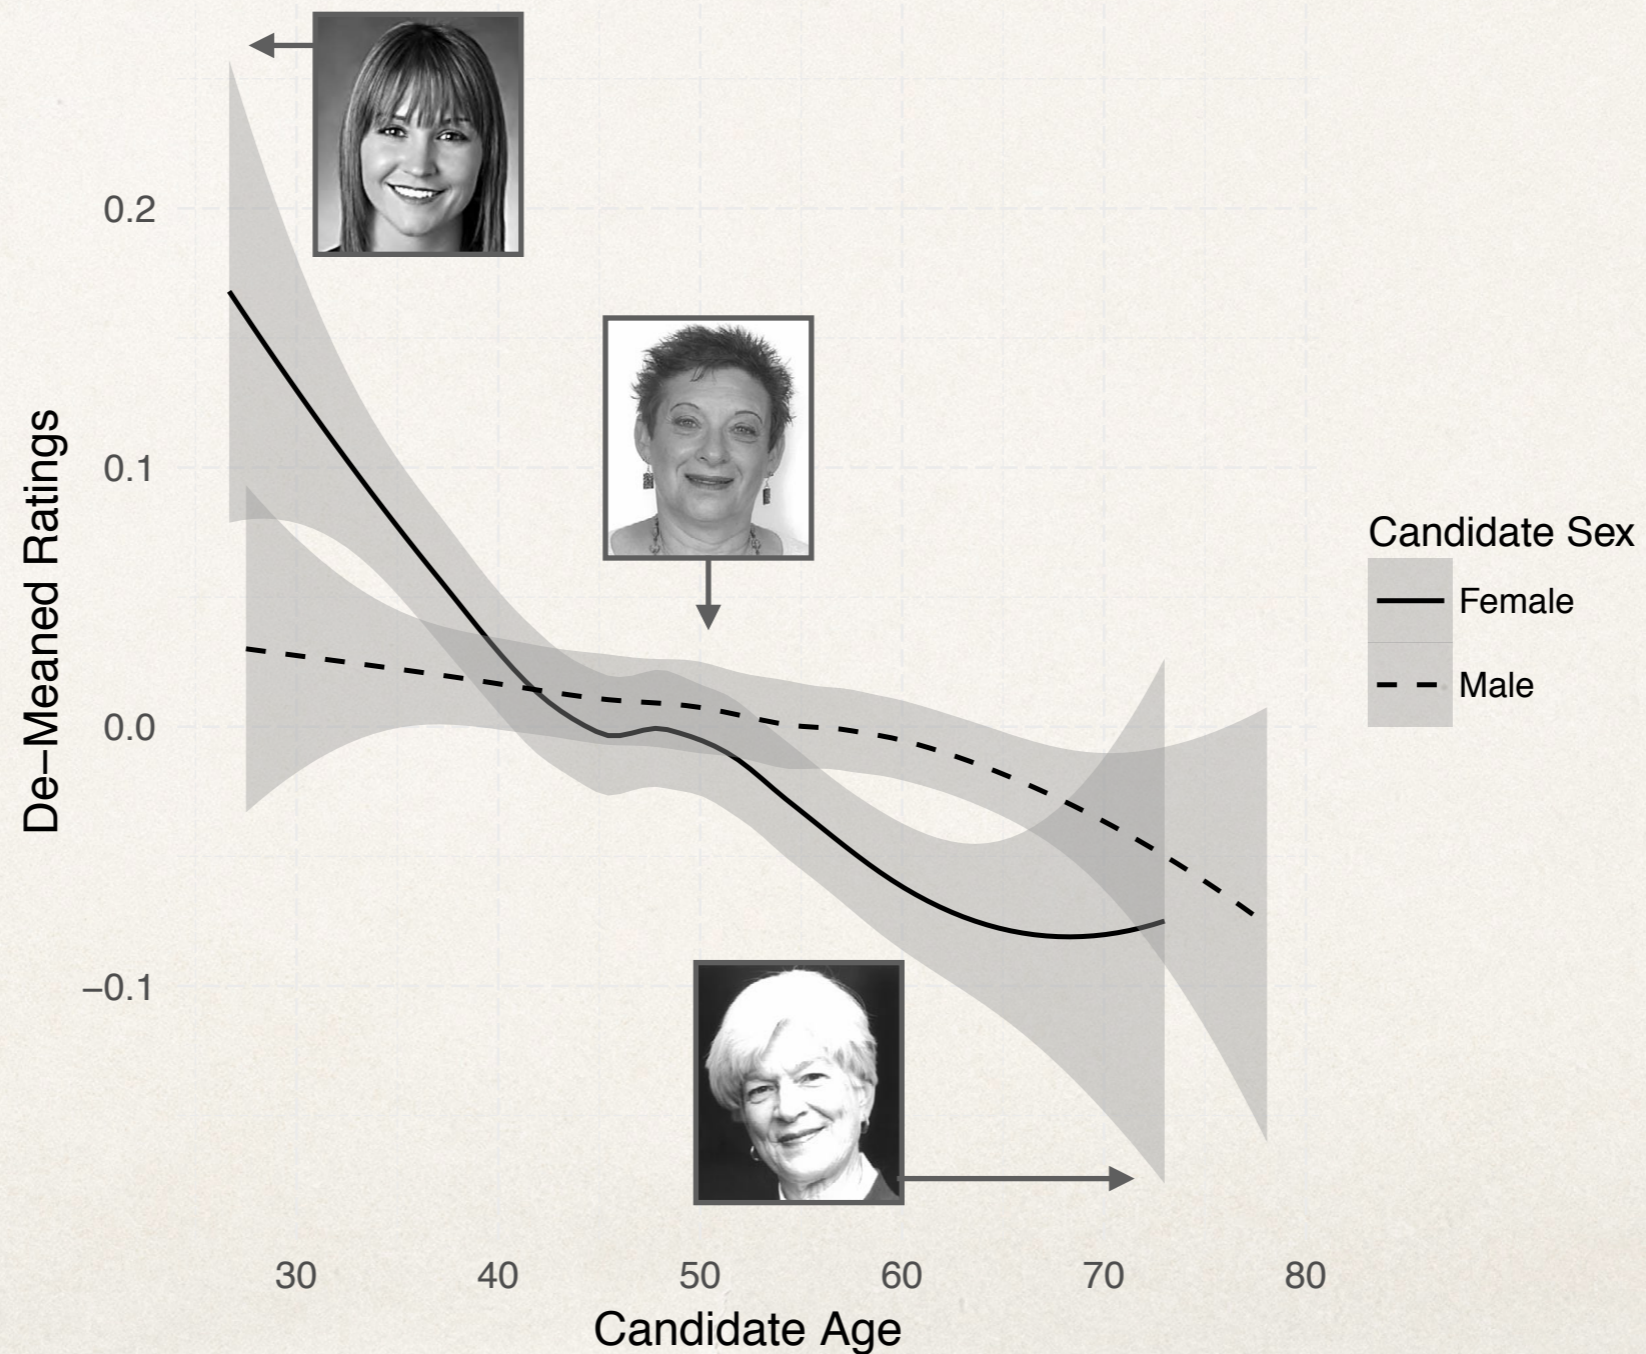 0.2
0.1
0.0
−0.1
De−Meaned Ratings
30 40 50 60 70 80
Candidate Age
Candidate Sex
Female
Male